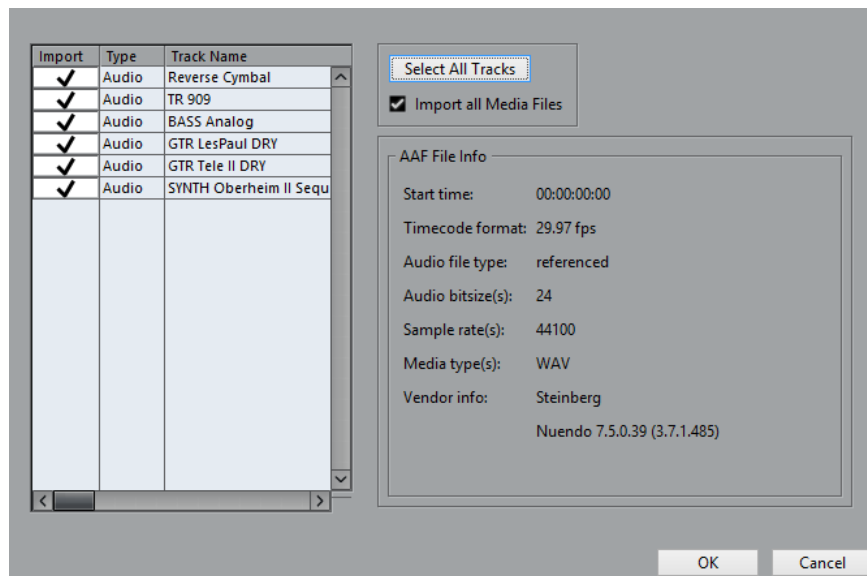 Import Type Track Name
Audio Reverse Cymbal
Audio TR 909
Audio BASS Analog
Audio GTR LesPaul DRY
Audio GTR Tele II DRY
Audio SYNTH Oberheim II Sequ
Select All Tracks
Import all Media Files
AAF File Info
Start time: 00:00:00:00
Timecode format: 29.97 fps
Audio file type: referenced
Audio bitsize(s): 24
Sample rate(s): 44100
Media type(s): WAV
Vendor info: Steinberg
Nuendo 7.5.0.39 (3.7.1.485)
OK Cancel